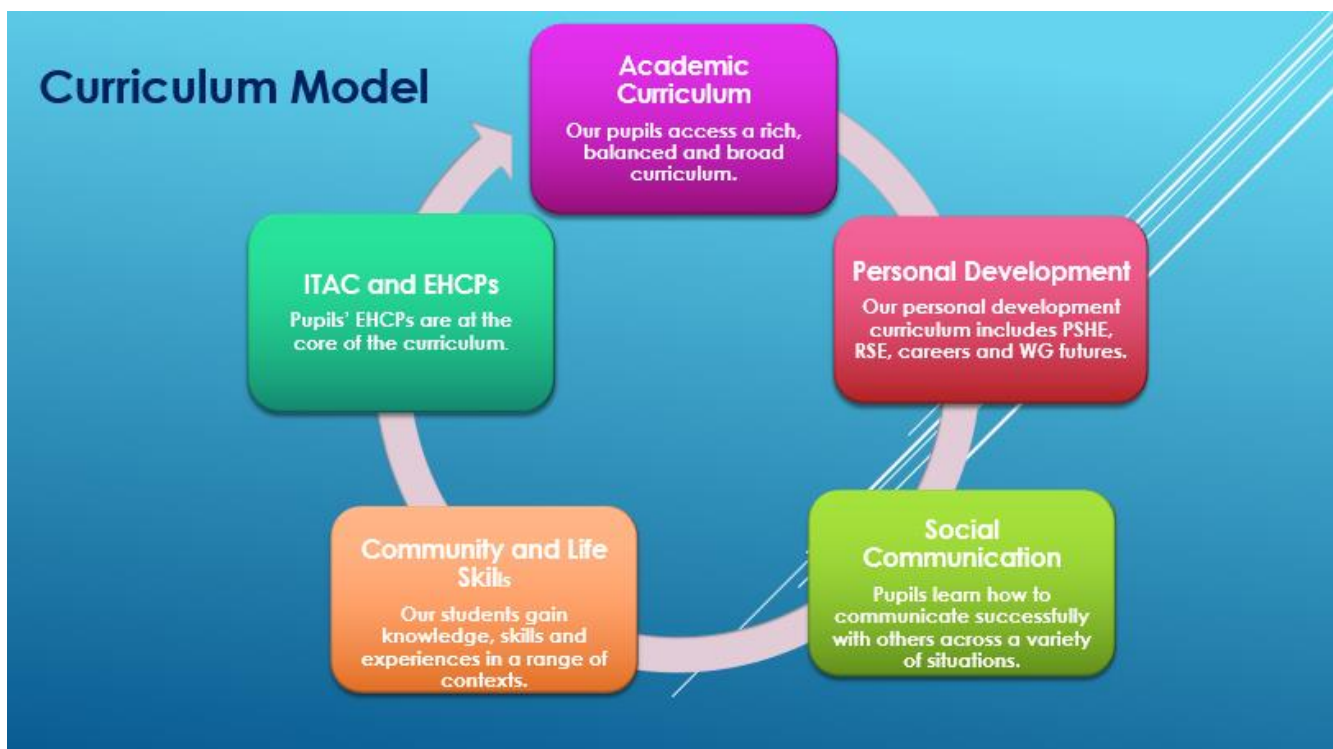 Curriculum Model
Academic
Curriculum
Our pupils access a rich,
balanced and broad
curriculum.
Personal Development
Our personal development
curriculum includes PSHE,
RSE, careers and WG futures.
Social
Communication
Pupils learn how to
communicate successfully
with others across a variety
of situations.
Community and Life
Skills
Our students gain
knowledge, skills and
experiences in a range of
contexts.
ITAC and EHCPs
Pupils' EHCPs are at the
core of the curriculum.